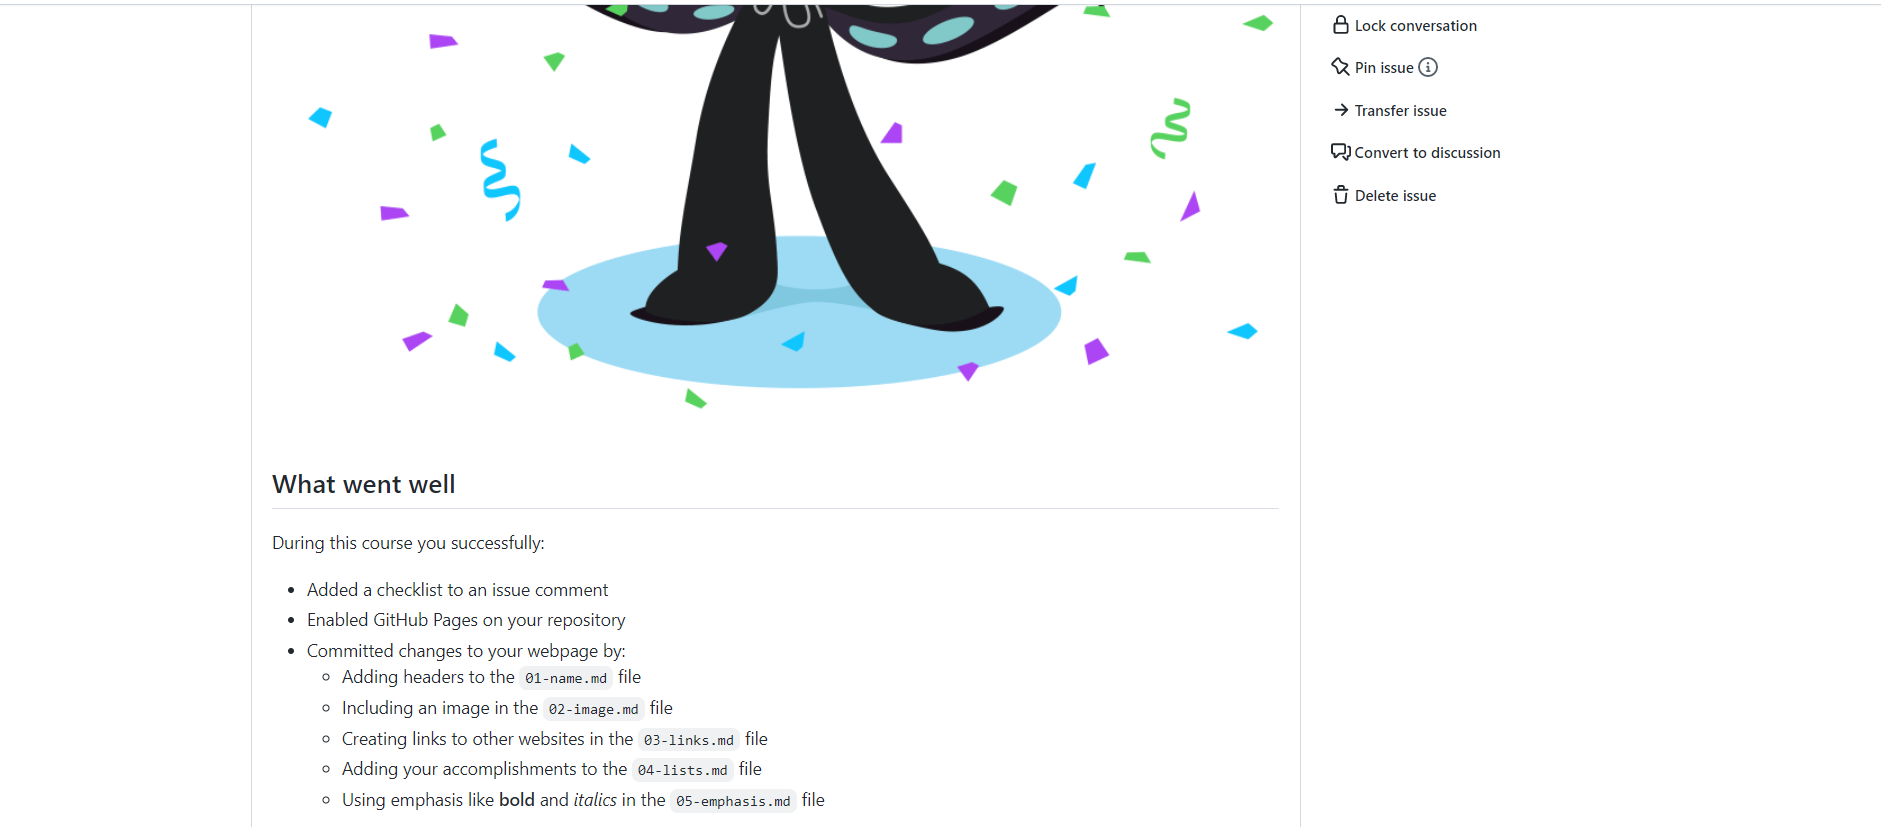 Lock conversation
Pin issue
Transfer issue
Convert to discussion
Delete issue
What went well
During this course you successfully:
Added a checklist to an issue comment
Enabled GitHub Pages on your repository
Committed changes to your webpage by:
Adding headers to the 01-name.md file
Including an image in the 02-image.md file
Creating links to other websites in the 03-links.md file
Adding your accomplishments to the 04-lists.md file
Using emphasis like bold and italics in the 05-emphasis.md file